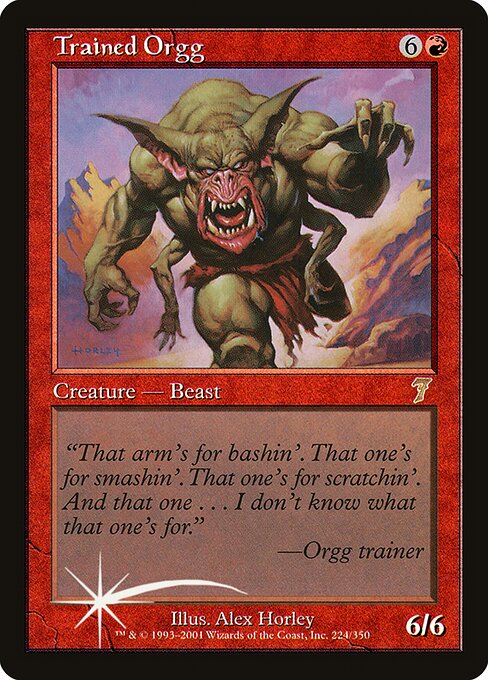 Trained Orgg 6
HORLEY
Creature — Beast
“That arm’s for bashin’. That one’s
for smashin’. That one’s for scratchin’.
And that one . . . I don’t know what
that one’s for.”
—Orgg trainer
Illus. Alex Horley
™ & © 1993–2001 Wizards of the Coast, Inc. 224/350
6/6